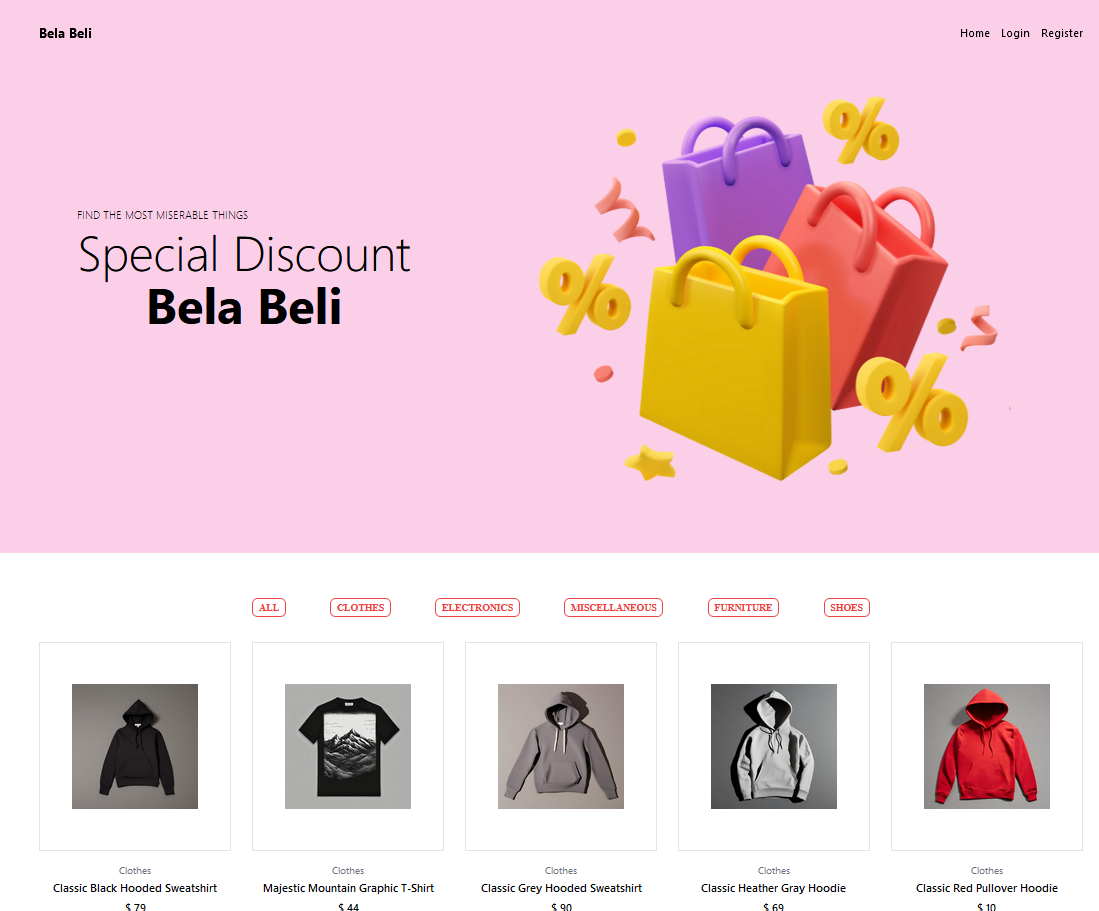 Bela Beli
Home Login Register
FIND THE MOST MISERABLE THINGS
Special Discount
Bela Beli
ALL CLOTHES ELECTRONICS MISCELLANEOUS FURNITURE SHOES
Clothes Clothes Clothes Clothes Clothes
Classic Black Hooded Sweatshirt Majestic Mountain Graphic T-Shirt Classic Grey Hooded Sweatshirt Classic Heather Gray Hoodie Classic Red Pullover Hoodie
$ 79 $ 44 $ 90 $ 69 $ 10